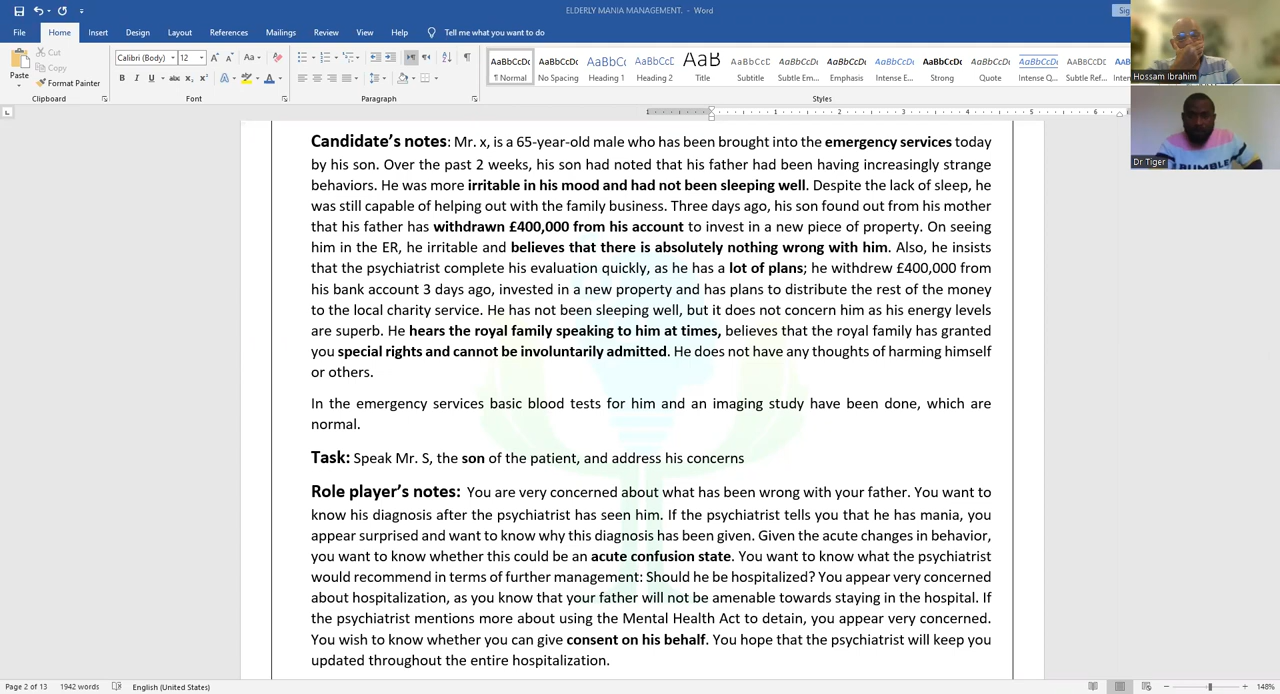 ELDERLY MANIA MANAGEMENT. - Word
File Home Insert Design Layout References Mailings Review View Help Tell me what you want to do
Hossam Ibrahim
Dr Tiger
Paste
Cut
Copy
Format Painter
Calibri (Body) 12
Clipboard Font Paragraph Styles
AaBbCcDc AaBbCcDc AaBbCc AaBbCcC AaB AaBbCcD AaBbCcDc AaBbCcDc AaBbCcDc AaBbCcDc AaBbCcDc AaBbCcDc
¶ Normal No Spacing Heading 1 Heading 2 Title Subtitle Subtle Em... Emphasis Intense E... Strong Quote Intense Q... Subtle Ref...
1 1 2 3 4 5 6
Candidate's notes: Mr. x, is a 65-year-old male who has been brought into the emergency services today
by his son. Over the past 2 weeks, his son had noted that his father had been having increasingly strange
behaviors. He was more irritable in his mood and had not been sleeping well. Despite the lack of sleep, he
was still capable of helping out with the family business. Three days ago, his son found out from his mother
that his father has withdrawn £400,000 from his account to invest in a new piece of property. On seeing
him in the ER, he irritable and believes that there is absolutely nothing wrong with him. Also, he insists
that the psychiatrist complete his evaluation quickly, as he has a lot of plans; he withdrew £400,000 from
his bank account 3 days ago, invested in a new property and has plans to distribute the rest of the money
to the local charity service. He has not been sleeping well, but it does not concern him as his energy levels
are superb. He hears the royal family speaking to him at times, believes that the royal family has granted
you special rights and cannot be involuntarily admitted. He does not have any thoughts of harming himself
or others.
In the emergency services basic blood tests for him and an imaging study have been done, which are
normal.
Task: Speak Mr. S, the son of the patient, and address his concerns
Role player's notes: You are very concerned about what has been wrong with your father. You want to
know his diagnosis after the psychiatrist has seen him. If the psychiatrist tells you that he has mania, you
appear surprised and want to know why this diagnosis has been given. Given the acute changes in behavior,
you want to know whether this could be an acute confusion state. You want to know what the psychiatrist
would recommend in terms of further management: Should he be hospitalized? You appear very concerned
about hospitalization, as you know that your father will not be amenable towards staying in the hospital. If
the psychiatrist mentions more about using the Mental Health Act to detain, you appear very concerned.
You wish to know whether you can give consent on his behalf. You hope that the psychiatrist will keep you
updated throughout the entire hospitalization.
Page 2 of 13 1942 words English (United States) 148%